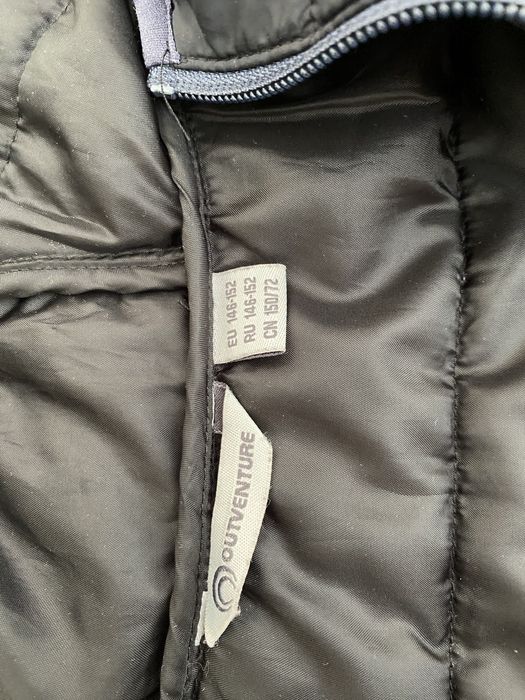 EU 146-152
RU 146-152
CN 150/72
OUTVENTURE